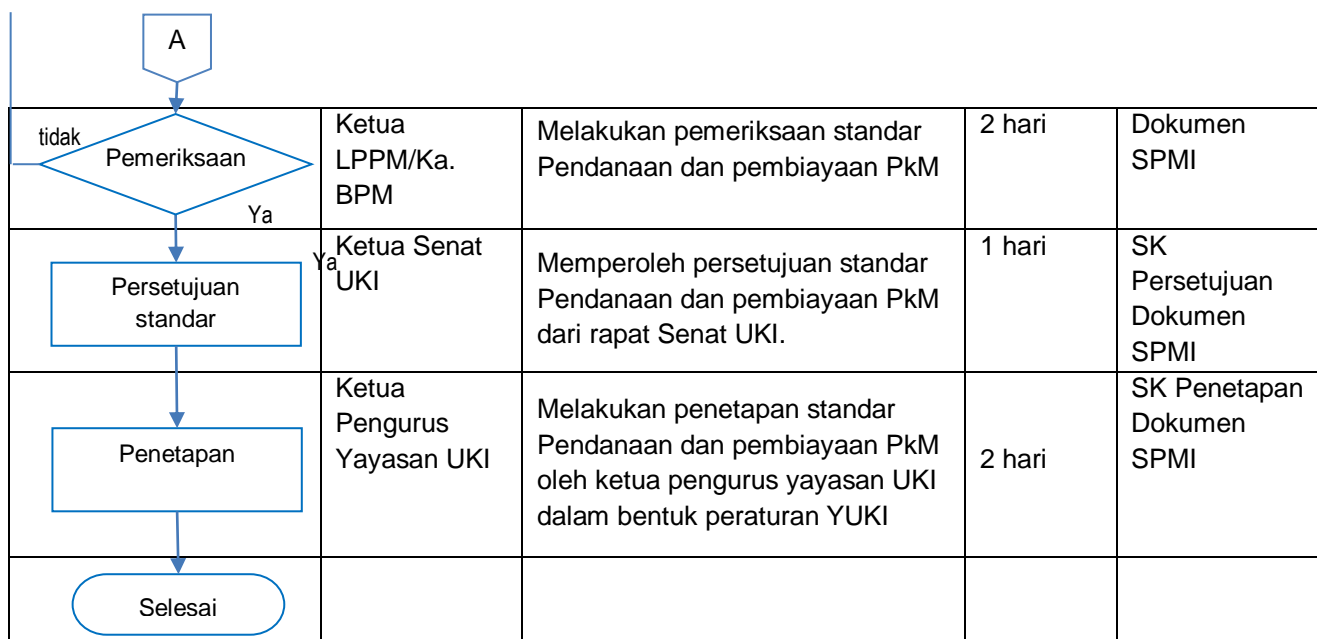 A
tidak
Pemeriksaan
Ya
Ketua
LPPM/Ka.
BPM
Melakukan pemeriksaan standar
Pendanaan dan pembiayaan PkM
2 hari
Dokumen
SPMI
Ya
Persetujuan
standar
Ketua Senat
UKI
Memperoleh persetujuan standar
Pendanaan dan pembiayaan PkM
dari rapat Senat UKI.
1 hari
SK
Persetujuan
Dokumen
SPMI
Penetapan
Ketua
Pengurus
Yayasan UKI
Melakukan penetapan standar
Pendanaan dan pembiayaan PkM
oleh ketua pengurus yayasan UKI
dalam bentuk peraturan YUKI
2 hari
SK Penetapan
Dokumen
SPMI
Selesai